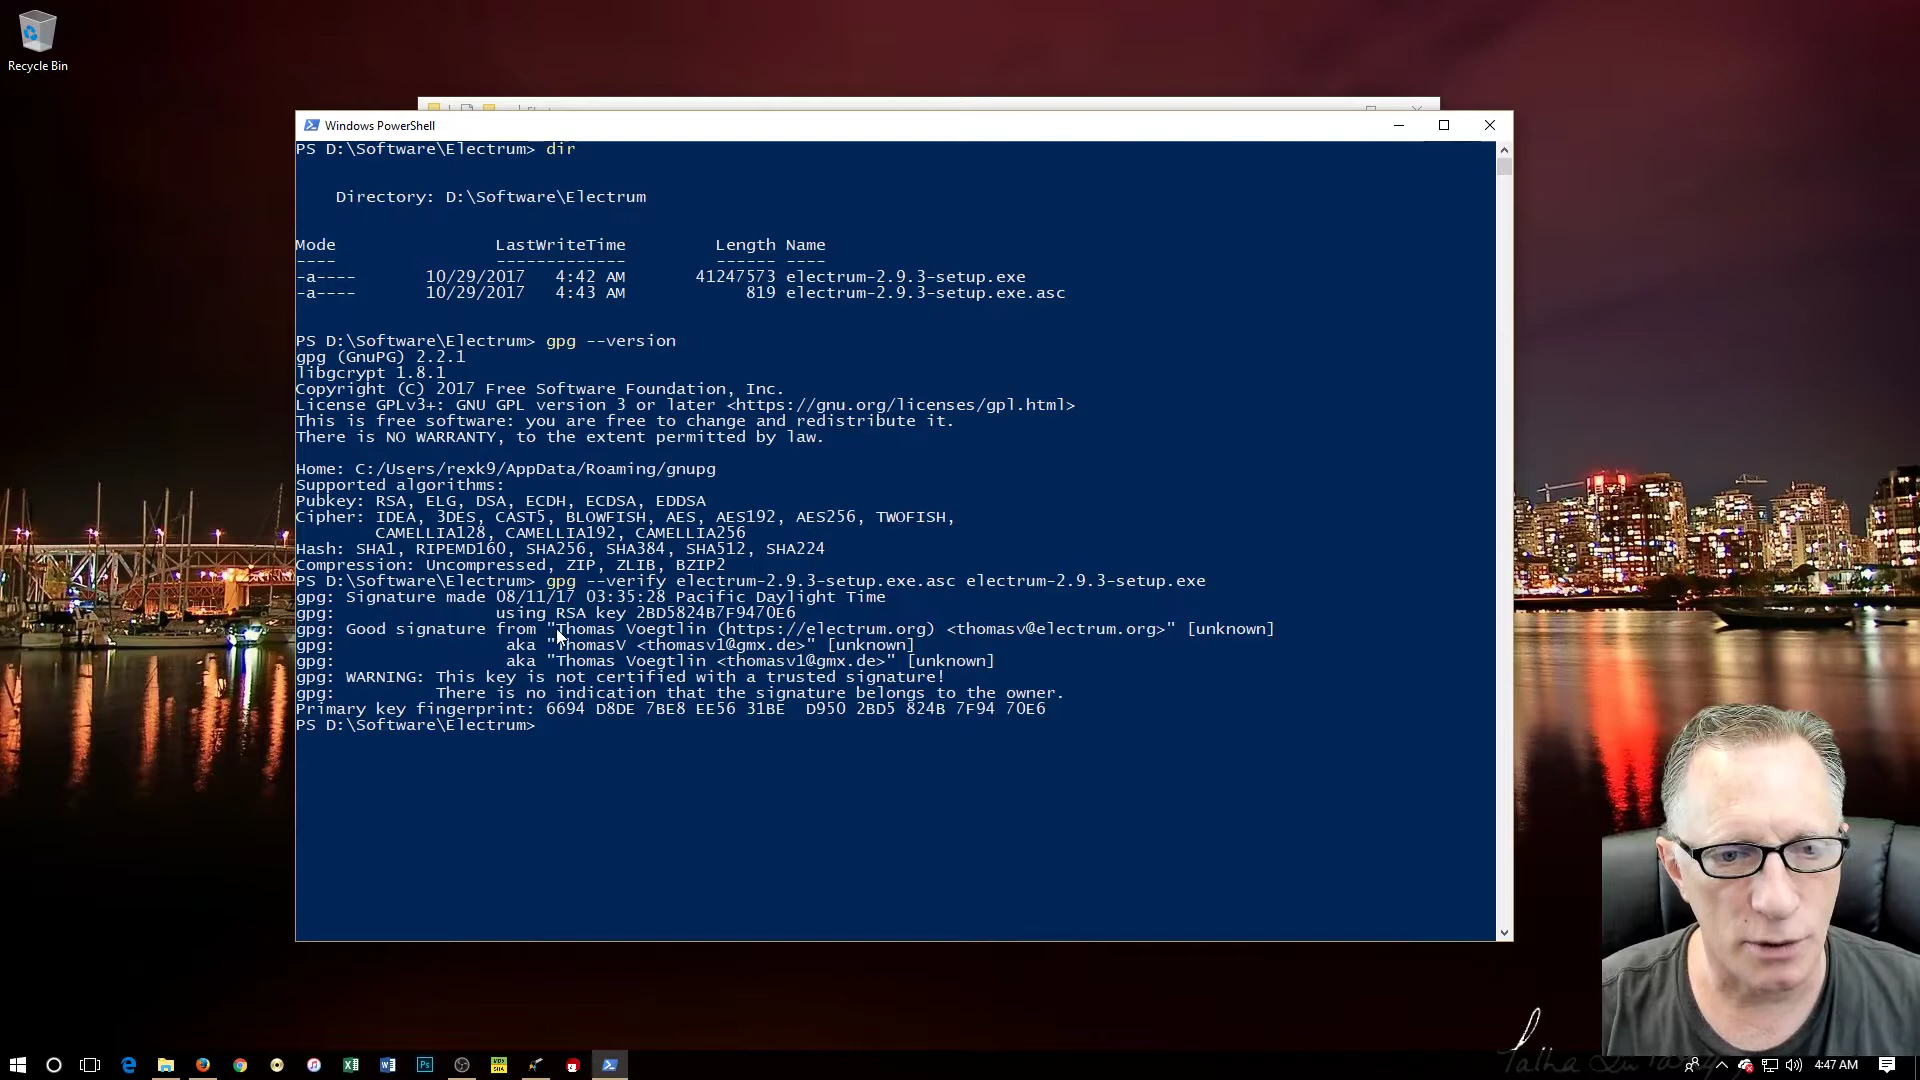 Recycle Bin
Windows PowerShell
PS D:\Software\Electrum> dir
Directory: D:\Software\Electrum
Mode LastWriteTime Length Name
---- ------------- ------ ----
-a---- 10/29/2017 4:42 AM 41247573 electrum-2.9.3-setup.exe
-a---- 10/29/2017 4:43 AM 819 electrum-2.9.3-setup.exe.asc
PS D:\Software\Electrum> gpg --version
gpg (GnuPG) 2.2.1
libgcrypt 1.8.1
Copyright (C) 2017 Free Software Foundation, Inc.
License GPLv3+: GNU GPL version 3 or later <https://gnu.org/licenses/gpl.html>
This is free software: you are free to change and redistribute it.
There is NO WARRANTY, to the extent permitted by law.
Home: C:/Users/rexk9/AppData/Roaming/gnupg
Supported algorithms:
Pubkey: RSA, ELG, DSA, ECDH, ECDSA, EDDSA
Cipher: IDEA, 3DES, CAST5, BLOWFISH, AES, AES192, AES256, TWOFISH,
CAMELLIA128, CAMELLIA192, CAMELLIA256
Hash: SHA1, RIPEMD160, SHA256, SHA384, SHA512, SHA224
Compression: Uncompressed, ZIP, ZLIB, BZIP2
PS D:\Software\Electrum> gpg --verify electrum-2.9.3-setup.exe.asc electrum-2.9.3-setup.exe
gpg: Signature made 08/11/17 03:35:28 Pacific Daylight Time
gpg: using RSA key 2BD5824B7F9470E6
gpg: Good signature from "Thomas Voegtlin (https://electrum.org) <thomasv@electrum.org>" [unknown]
gpg: aka "ThomasV <thomasv1@gmx.de>" [unknown]
gpg: aka "Thomas Voegtlin <thomasv1@gmx.de>" [unknown]
gpg: WARNING: This key is not certified with a trusted signature!
gpg: There is no indication that the signature belongs to the owner.
Primary key fingerprint: 6694 D8DE 7BE8 EE56 31BE D950 2BD5 824B 7F94 70E6
PS D:\Software\Electrum>
4:47 AM